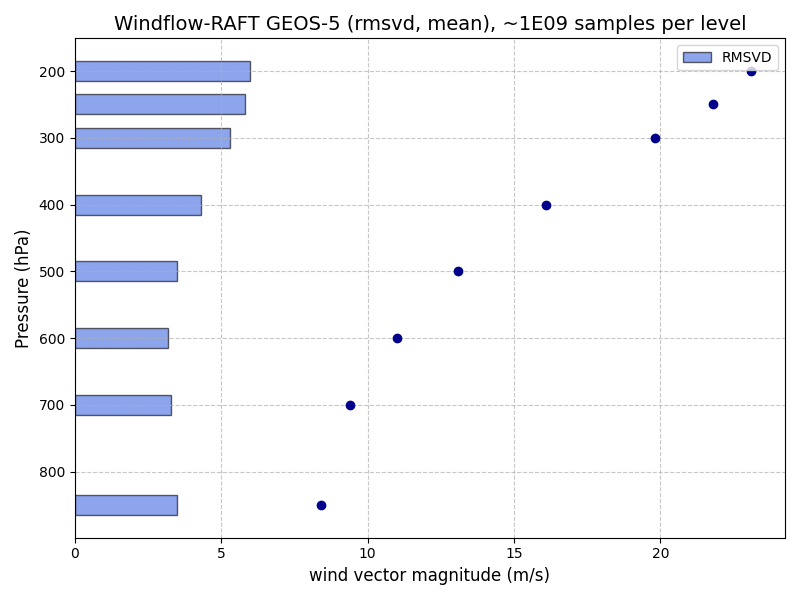 Windflow-RAFT GEOS-5 (rmsvd, mean), ~1E09 samples per level
RMSVD
200
300
400
500
600
700
800
Pressure (hPa)
0 5 10 15 20
wind vector magnitude (m/s)